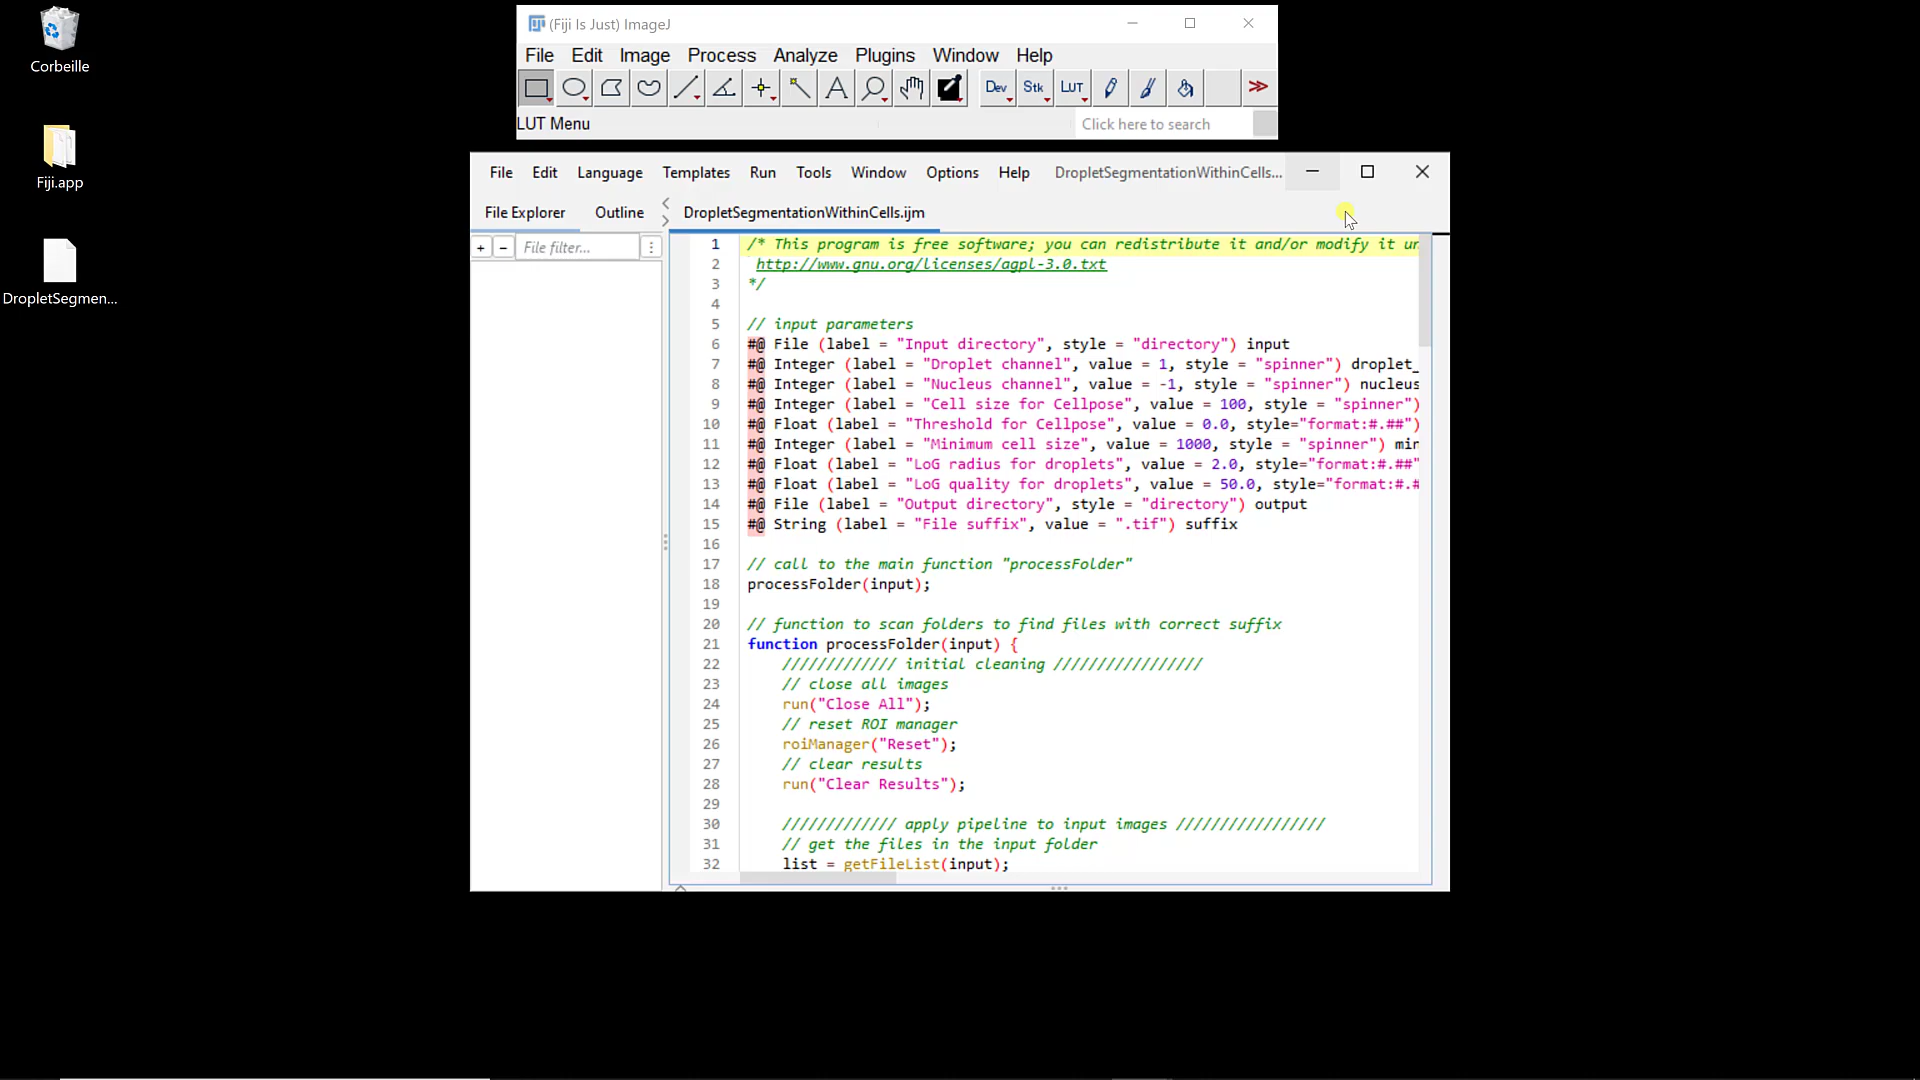 Corbeille
Fiji.app
DropletSegmen...
(Fiji Is Just) ImageJ
File Edit Image Process Analyze Plugins Window Help
Dev Stk LUT >>
LUT Menu
Click here to search
File Edit Language Templates Run Tools Window Options Help DropletSegmentationWithinCells...
File Explorer Outline DropletSegmentationWithinCells.ijm
+ - File filter...
1 /* This program is free software; you can redistribute it and/or modify it un
2 http://www.gnu.org/licenses/agpl-3.0.txt
3 */
4
5 // input parameters
6 #@ File (label = "Input directory", style = "directory") input
7 #@ Integer (label = "Droplet channel", value = 1, style = "spinner") droplet_
8 #@ Integer (label = "Nucleus channel", value = -1, style = "spinner") nucleus
9 #@ Integer (label = "Cell size for Cellpose", value = 100, style = "spinner")
10 #@ Float (label = "Threshold for Cellpose", value = 0.0, style="format:#.##")
11 #@ Integer (label = "Minimum cell size", value = 1000, style = "spinner") min
12 #@ Float (label = "LoG radius for droplets", value = 2.0, style="format:#.##"
13 #@ Float (label = "LoG quality for droplets", value = 50.0, style="format:#.#
14 #@ File (label = "Output directory", style = "directory") output
15 #@ String (label = "File suffix", value = ".tif") suffix
16
17 // call to the main function "processFolder"
18 processFolder(input);
19
20 // function to scan folders to find files with correct suffix
21 function processFolder(input) {
22 ///////////// initial cleaning /////////////////
23 // close all images
24 run("Close All");
25 // reset ROI manager
26 roiManager("Reset");
27 // clear results
28 run("Clear Results");
29
30 ///////////// apply pipeline to input images /////////////////
31 // get the files in the input folder
32 list = getFileList(input);